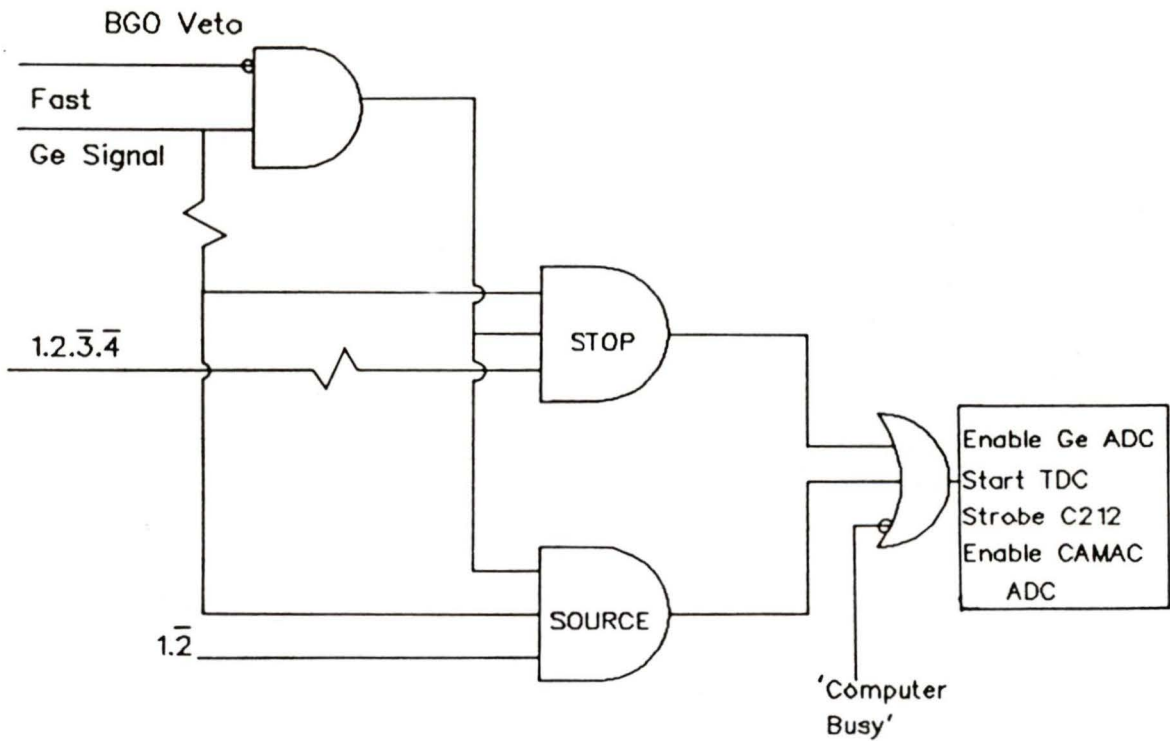 BGO Veto
Fast
Ge Signal
1.2.3̅.4̅
STOP
Enable Ge ADC
Start TDC
Strobe C212
Enable CAMAC
ADC
SOURCE
1.2̅
'Computer
Busy'